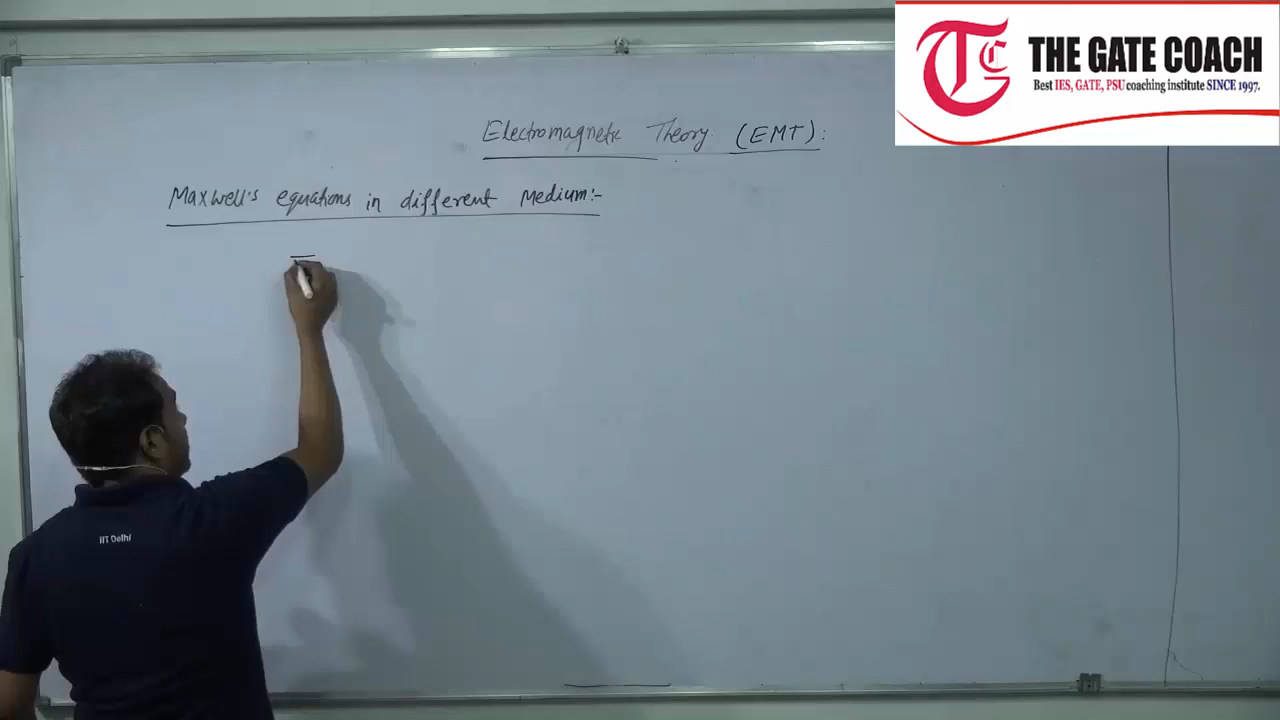 TGC
THE GATE COACH
Best IES, GATE, PSU coaching institute SINCE 1997.
Electromagnetic Theory (EMT):
Maxwell's equations in different Medium:-
IIT Delhi